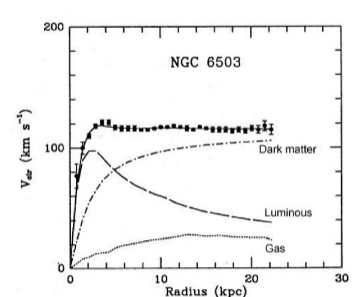 200
NGC 6503
V_cir (km s⁻¹)
100
Dark matter
Luminous
Gas
0
0 10 20 30
Radius (kpc)